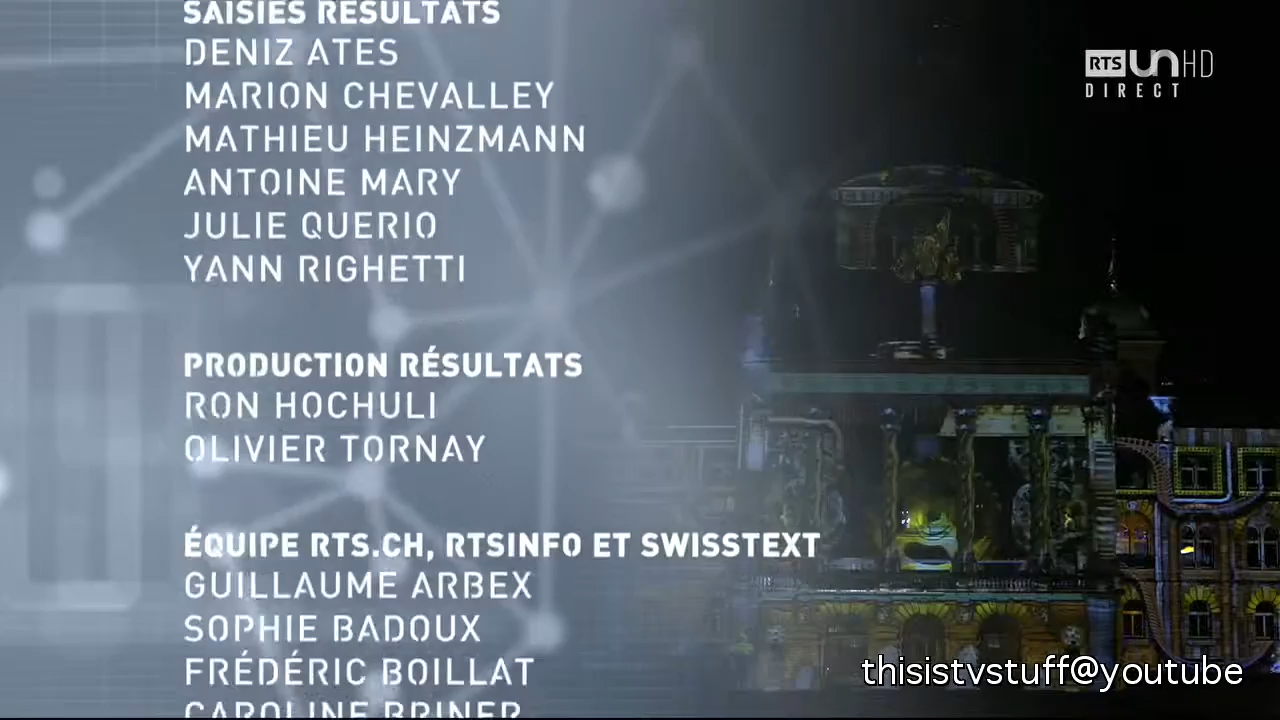 SAISIES RÉSULTATS
DENIZ ATES
MARION CHEVALLEY
MATHIEU HEINZMANN
ANTOINE MARY
JULIE QUERIO
YANN RIGHETTI
PRODUCTION RÉSULTATS
RON HOCHULI
OLIVIER TORNAY
ÉQUIPE RTS.CH, RTSINFO ET SWISSTEXT
GUILLAUME ARBEX
SOPHIE BADOUX
FRÉDÉRIC BOILLAT
CAROLINE BRINER
RTS UN HD
DIRECT
thisistvstuff@youtube